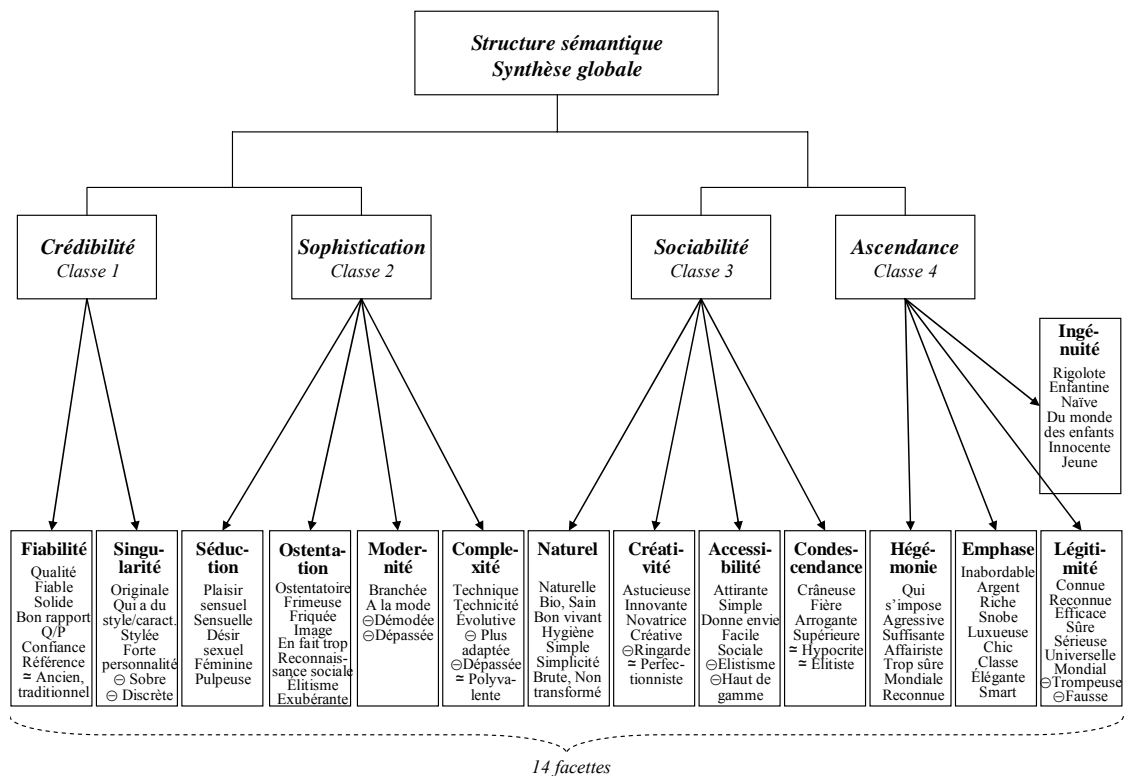 Structure sémantique
Synthèse globale
Crédibilité
Classe 1
Sophistication
Classe 2
Sociabilité
Classe 3
Ascendance
Classe 4
Ingé-
nuité
Rigolote
Enfantine
Naïve
Du monde
des enfants
Innocente
Jeune
Fiabilité
Qualité
Fiable
Solide
Bon rapport
Q/P
Confiance
Référence
≃ Ancien,
traditionnel
Singu-
larité
Originale
Qui a du
style/caract.
Stylée
Forte
personnalité
⊖ Sobre
⊖ Discrète
Séduc-
tion
Plaisir
sensuel
Sensuelle
Désir
sexuel
Féminine
Pulpeuse
Ostenta-
tion
Ostentatoire
Frimeuse
Friquée
Image
En fait trop
Reconnais-
sance sociale
Élitisme
Exubérante
Moder-
nité
Branchée
A la mode
⊖Démodée
⊖Dépassée
Comple-
xité
Technique
Technicité
Évolutive
⊖ Plus
adaptée
⊖Dépassée
≃ Polyva-
lente
Naturel
Naturelle
Bio, Sain
Bon vivant
Hygiène
Simple
Simplicité
Brute, Non
transformé
Créati-
vité
Astucieuse
Innovante
Novatrice
Créative
⊖Ringarde
≃ Perfec-
tionniste
Accessi-
bilité
Attirante
Simple
Donne envie
Facile
Sociale
⊖Elistisme
⊖Haut de
gamme
Condes-
cendance
Crâneuse
Fière
Arrogante
Supérieure
≃ Hypocrite
≃ Élitiste
Hégé-
monie
Qui
s'impose
Agressive
Suffisante
Affairiste
Trop sûre
Mondiale
Reconnue
Emphase
Inabordable
Argent
Riche
Snobe
Luxueuse
Chic
Classe
Élégante
Smart
Légiti-
mité
Connue
Reconnue
Efficace
Sûre
Sérieuse
Universelle
Mondial
⊖Trompeuse
⊖Fausse
14 facettes